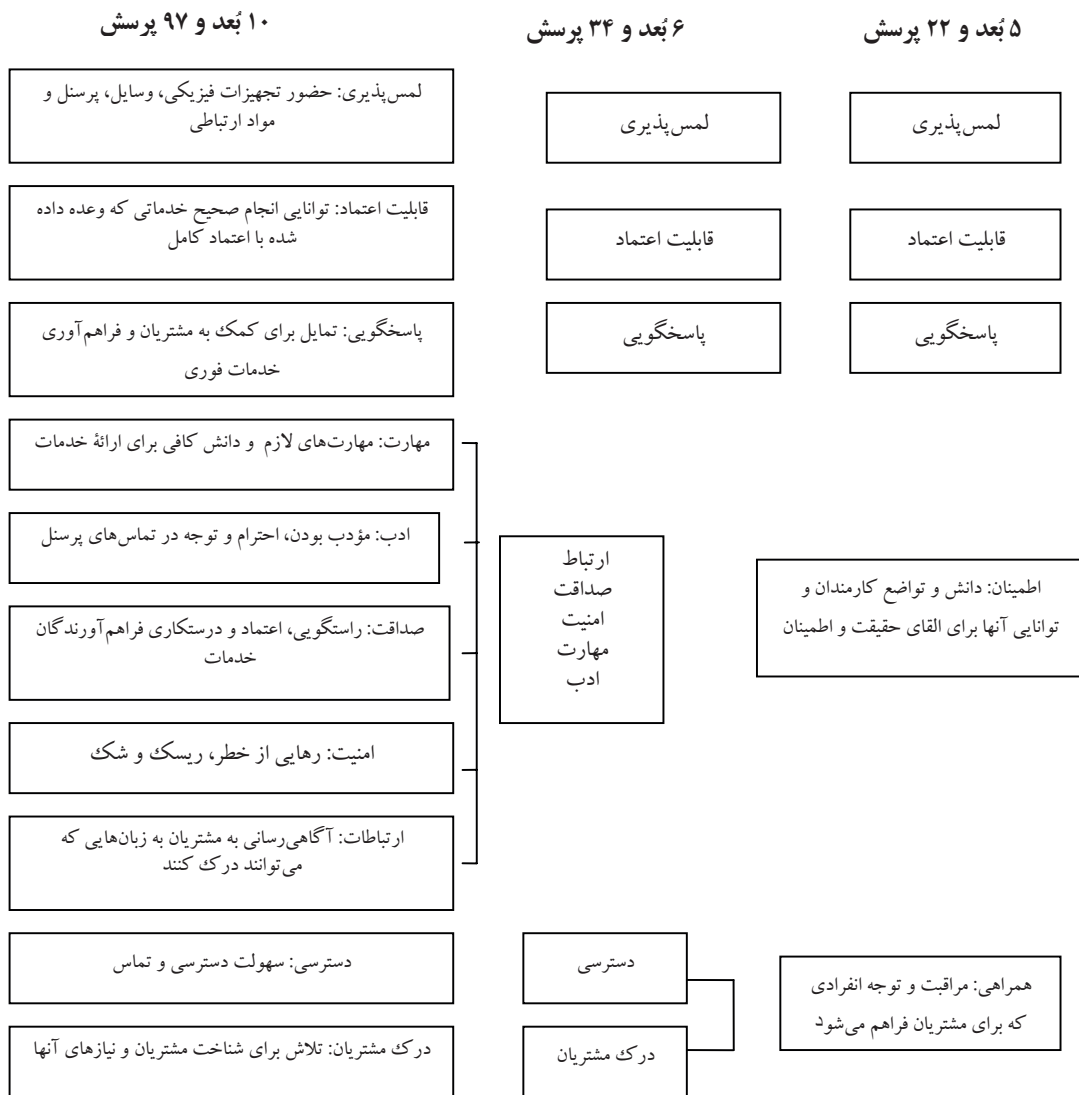 ۱۰ بُعد و ۹۷ پرسش
۶ بُعد و ۳۴ پرسش
۵ بُعد و ۲۲ پرسش
لمس‌پذیری: حضور تجهیزات فیزیکی، وسایل، پرسنل و
مواد ارتباطی
لمس‌پذیری
لمس‌پذیری
قابلیت اعتماد: توانایی انجام صحیح خدماتی که وعده داده
شده با اعتماد کامل
قابلیت اعتماد
قابلیت اعتماد
پاسخگویی: تمایل برای کمک به مشتریان و فراهم‌آوری
خدمات فوری
پاسخگویی
پاسخگویی
مهارت: مهارت‌های لازم و دانش کافی برای ارائهٔ خدمات
ادب: مؤدب بودن، احترام و توجه در تماس‌های پرسنل
صداقت: راستگویی، اعتماد و درستکاری فراهم‌آورندگان
خدمات
امنیت: رهایی از خطر، ریسک و شک
ارتباطات: آگاهی‌رسانی به مشتریان به زبان‌هایی که
می‌توانند درک کنند
ارتباط
صداقت
امنیت
مهارت
ادب
اطمینان: دانش و تواضع کارمندان و
توانایی آنها برای القای حقیقت و اطمینان
دسترسی: سهولت دسترسی و تماس
درک مشتریان: تلاش برای شناخت مشتریان و نیازهای آنها
دسترسی
درک مشتریان
همراهی: مراقبت و توجه انفرادی
که برای مشتریان فراهم می‌شود